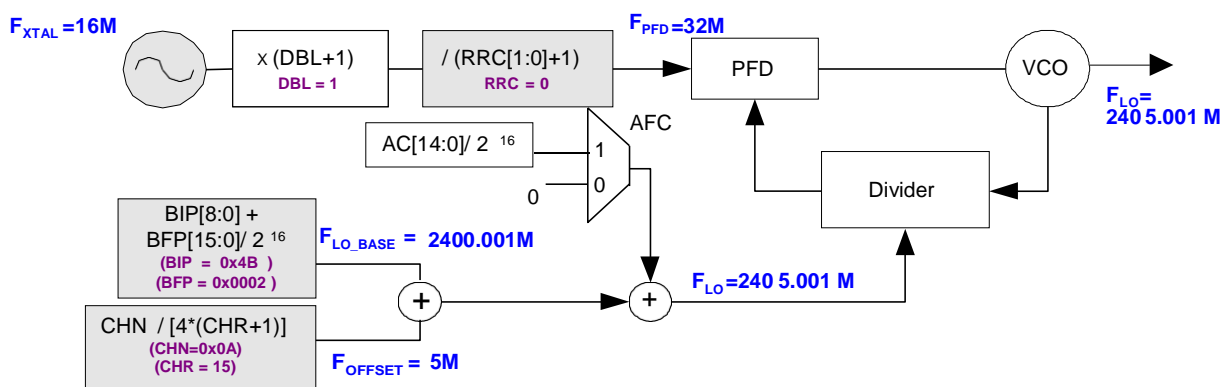 F_XTAL =16M
x (DBL+1)
DBL = 1
/ (RRC[1:0]+1)
RRC = 0
F_PFD=32M
PFD
VCO
F_LO=
240 5.001 M
AFC
AC[14:0]/ 2 16
1
0
0
Divider
BIP[8:0] +
BFP[15:0]/ 2 16
(BIP = 0x4B )
(BFP = 0x0002 )
F_LO_BASE = 2400.001M
+
+
F_LO=240 5.001 M
CHN / [4*(CHR+1)]
(CHN=0x0A)
(CHR = 15)
F_OFFSET = 5M